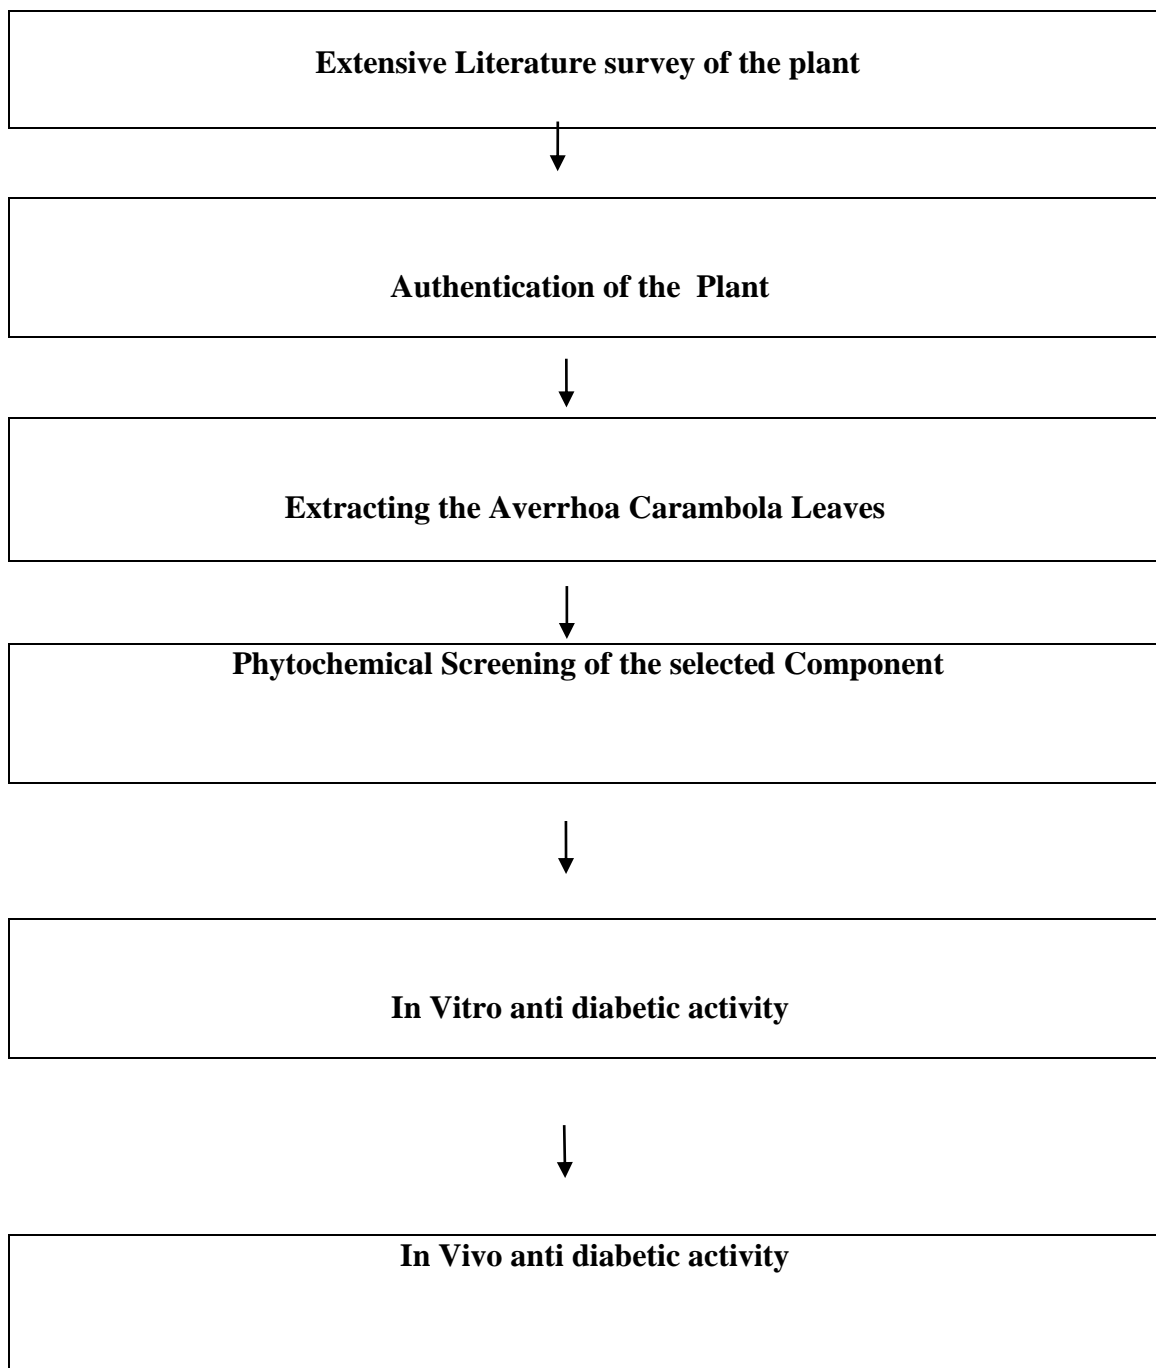 Extensive Literature survey of the plant
Authentication of the  Plant
Extracting the Averrhoa Carambola Leaves
Phytochemical Screening of the selected Component
In Vitro anti diabetic activity
In Vivo anti diabetic activity